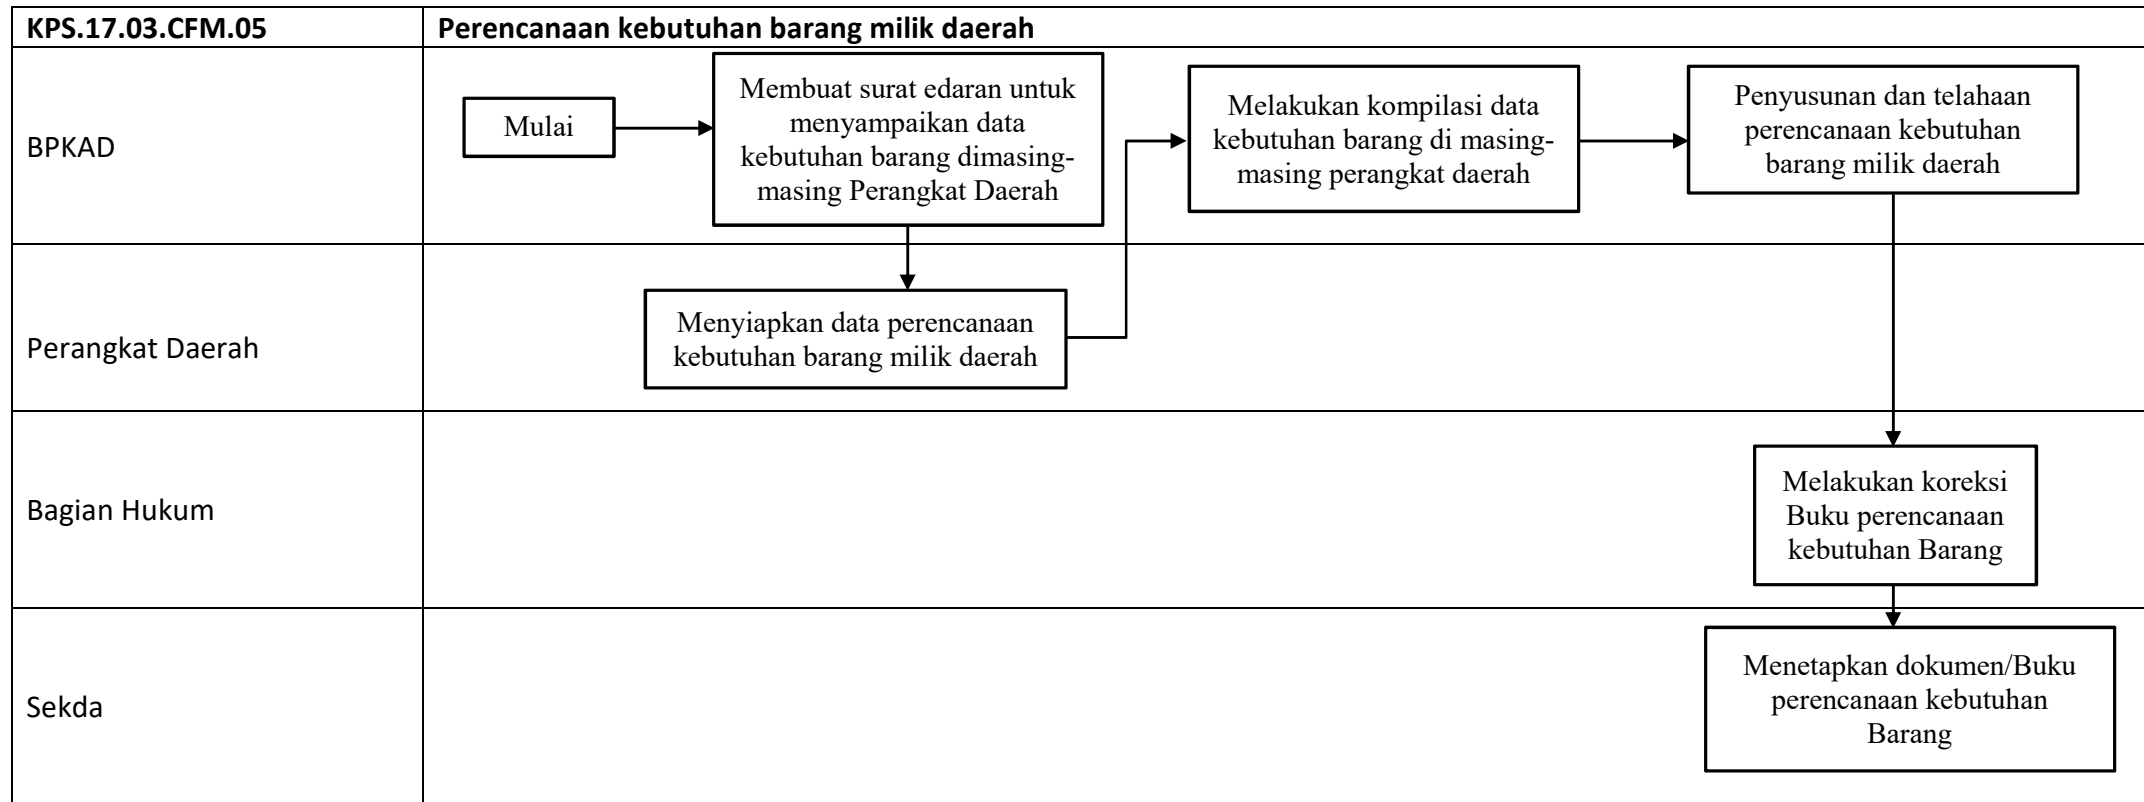 KPS.17.03.CFM.05
Perencanaan kebutuhan barang milik daerah
BPKAD
Mulai
Membuat surat edaran untuk
menyampaikan data
kebutuhan barang dimasing-
masing Perangkat Daerah
Melakukan kompilasi data
kebutuhan barang di masing-
masing perangkat daerah
Penyusunan dan telahaan
perencanaan kebutuhan
barang milik daerah
Perangkat Daerah
Menyiapkan data perencanaan
kebutuhan barang milik daerah
Bagian Hukum
Melakukan koreksi
Buku perencanaan
kebutuhan Barang
Sekda
Menetapkan dokumen/Buku
perencanaan kebutuhan
Barang